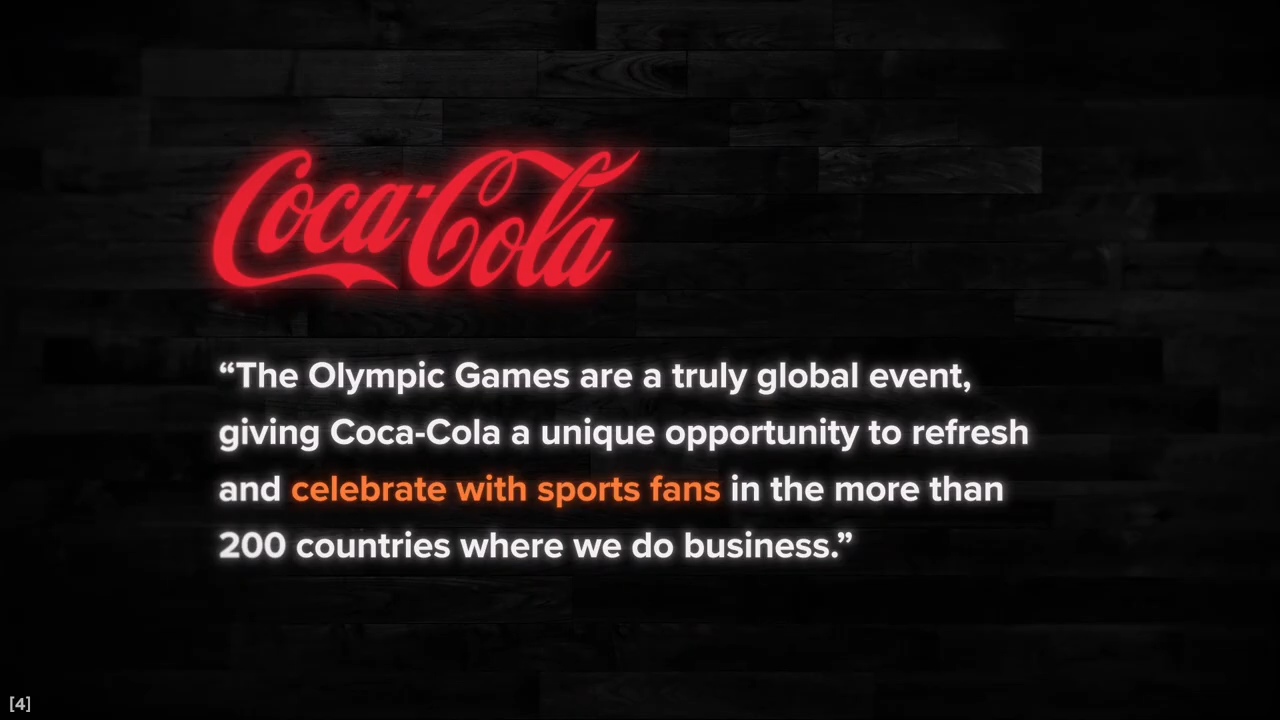 Coca-Cola
“The Olympic Games are a truly global event,
giving Coca-Cola a unique opportunity to refresh
and celebrate with sports fans in the more than
200 countries where we do business.”
[4]